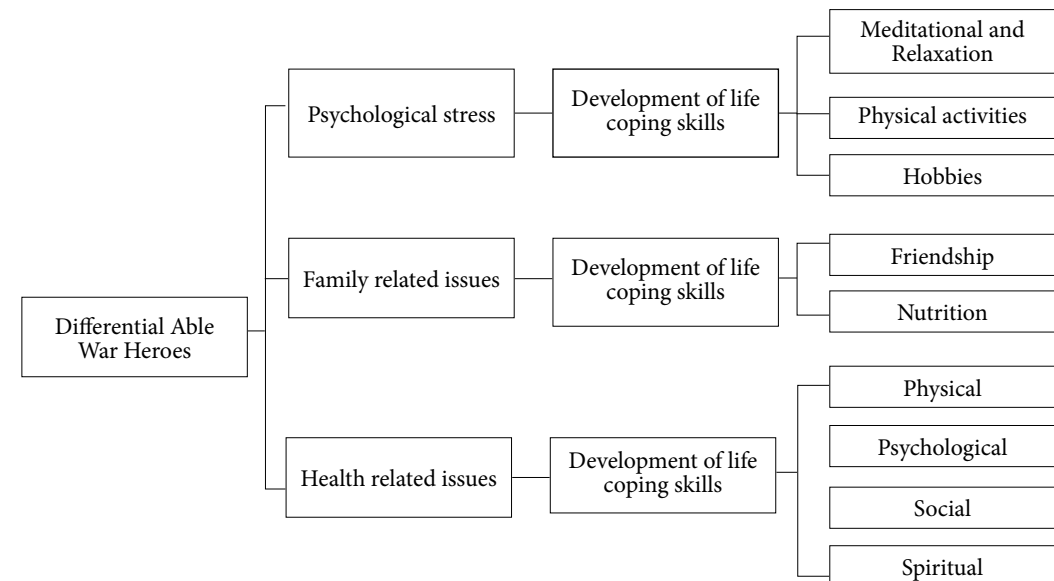 Meditational and
Relaxation
Psychological stress
Development of life
coping skills
Physical activities
Hobbies
Family related issues
Development of life
coping skills
Friendship
Nutrition
Differential Able
War Heroes
Physical
Health related issues
Development of life
coping skills
Psychological
Social
Spiritual